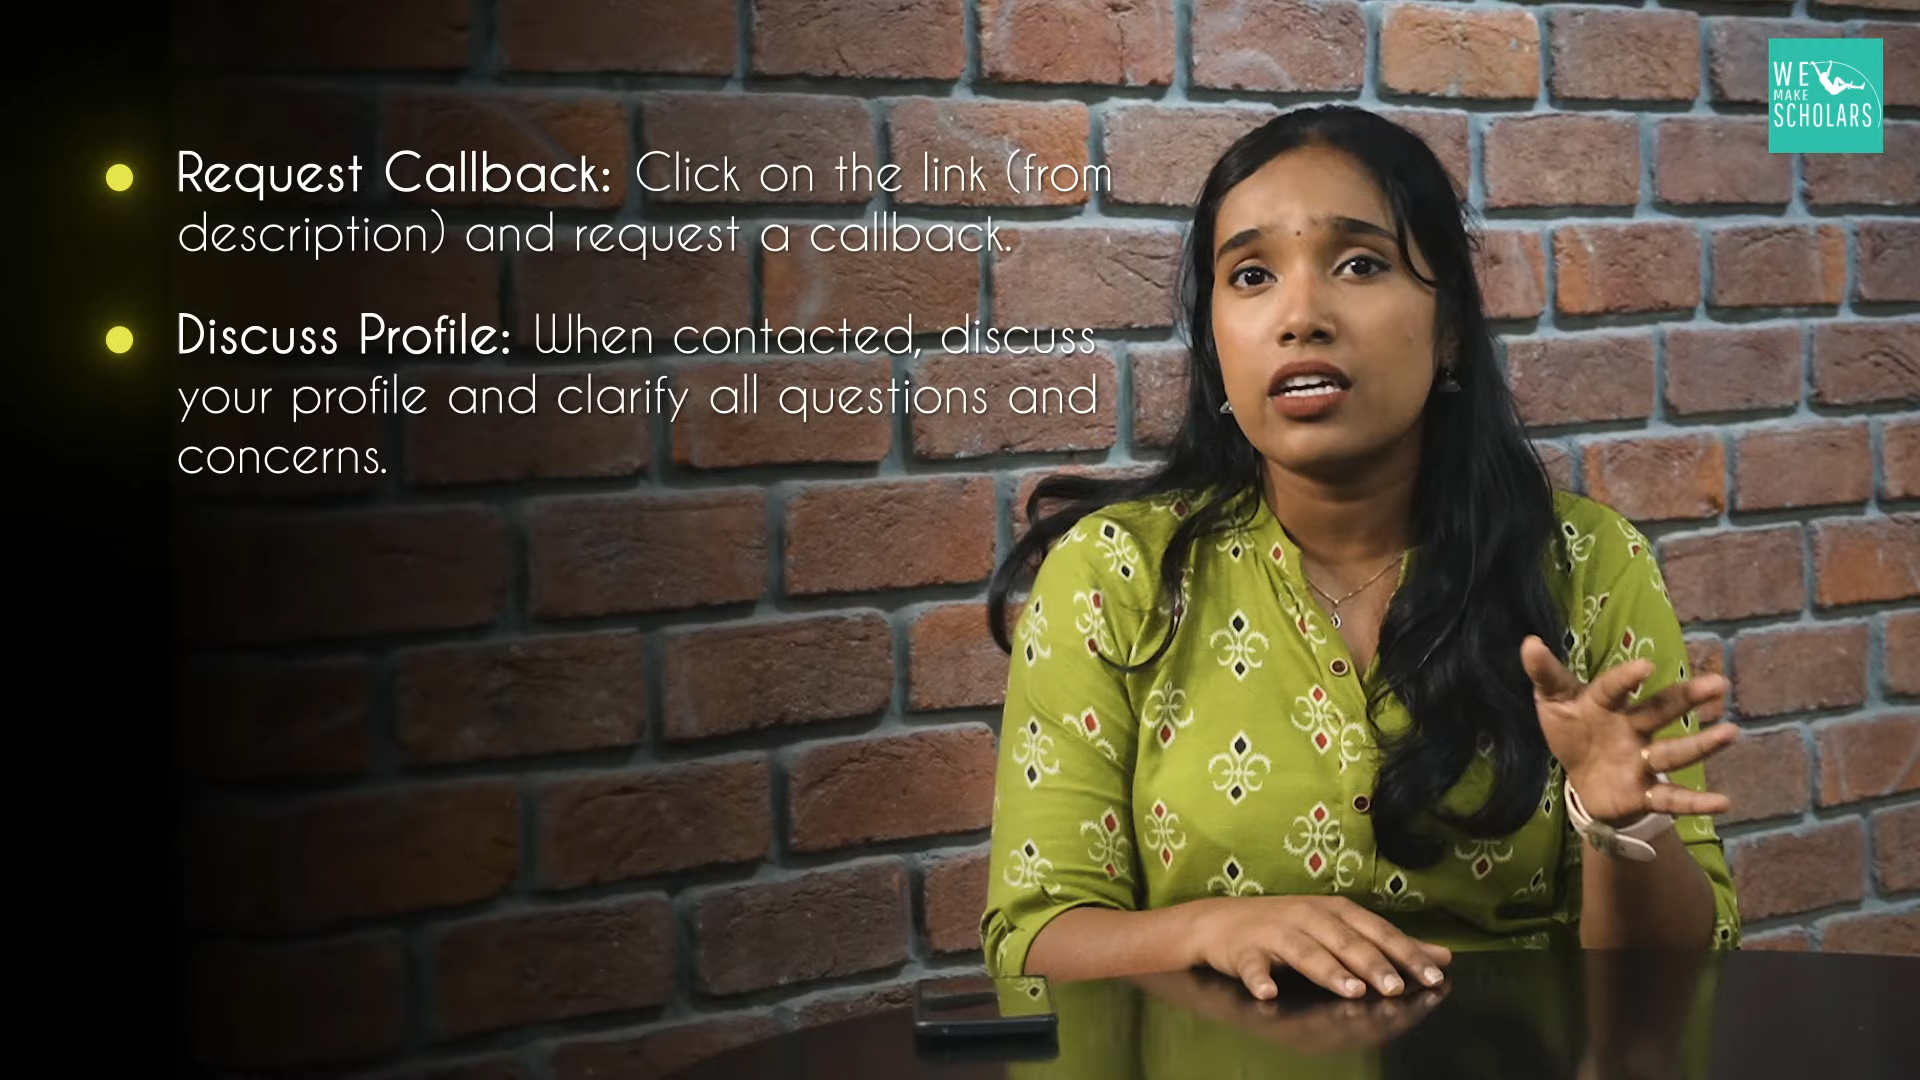 Request Callback: Click on the link (from
description) and request a callback.
Discuss Profile: When contacted, discuss
your profile and clarify all questions and
concerns.
WE
MAKE
SCHOLARS